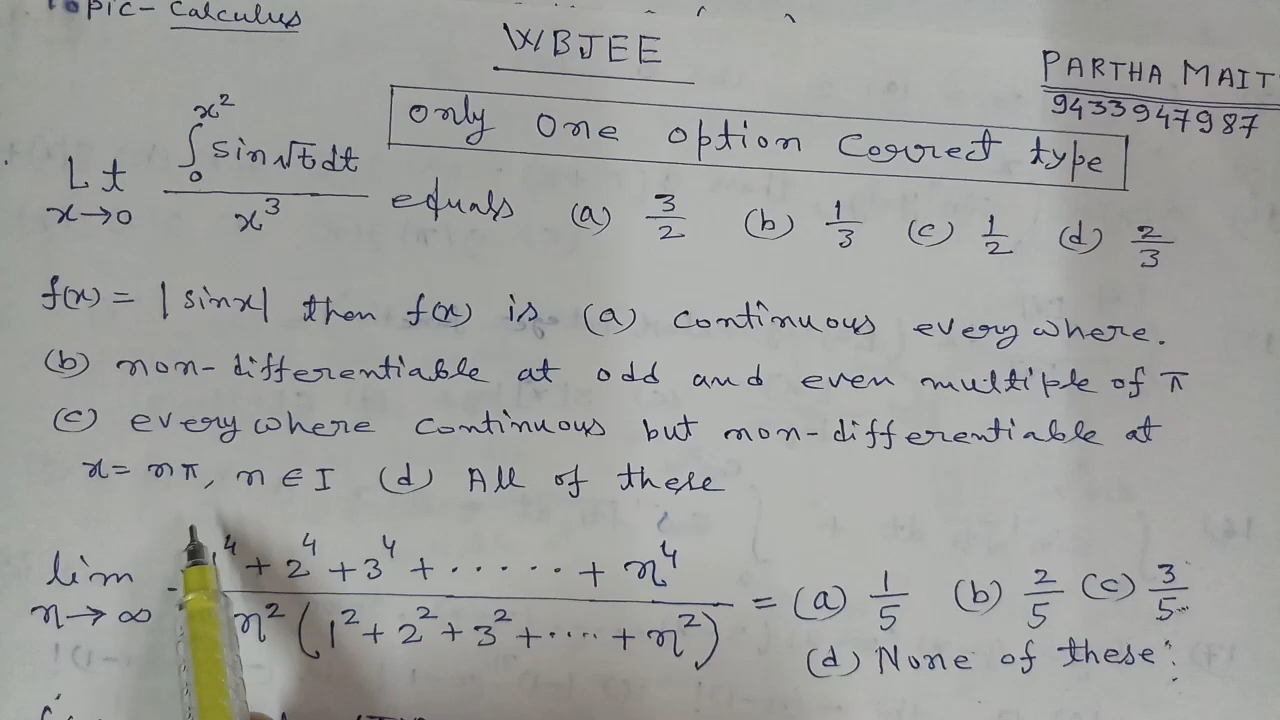 Topic- Calculus
WBJEE
PARTHA MAIT
9433947987
only one option correct type
Lt x→0 ∫₀^{x²} sin√t dt / x³ equals (a) 3/2 (b) 1/3 (c) 1/2 (d) 2/3
f(x) = |sinx| then f(x) is (a) continuous everywhere.
(b) non-differentiable at odd and even multiple of π
(c) everywhere continuous but non-differentiable at
x = nπ, n ∈ I (d) All of these
lim n→∞ 1⁴ + 2⁴ + 3⁴ + ...... + n⁴ / n² (1² + 2² + 3² + .... + n²) = (a) 1/5 (b) 2/5 (c) 3/5
(d) None of these.